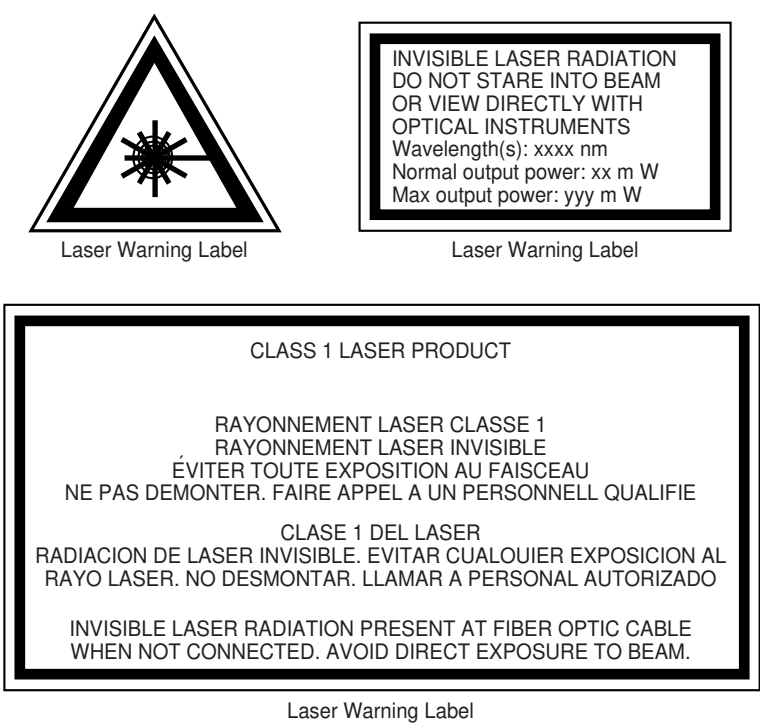 Laser Warning Label
INVISIBLE LASER RADIATION
DO NOT STARE INTO BEAM
OR VIEW DIRECTLY WITH
OPTICAL INSTRUMENTS
Wavelength(s): xxxx nm
Normal output power: xx m W
Max output power: yyy m W
Laser Warning Label
CLASS 1 LASER PRODUCT
RAYONNEMENT LASER CLASSE 1
RAYONNEMENT LASER INVISIBLE
ÉVITER TOUTE EXPOSITION AU FAISCEAU
NE PAS DEMONTER. FAIRE APPEL A UN PERSONNELL QUALIFIE
CLASE 1 DEL LASER
RADIACION DE LASER INVISIBLE. EVITAR CUALOUIER EXPOSICION AL
RAYO LASER. NO DESMONTAR. LLAMAR A PERSONAL AUTORIZADO
INVISIBLE LASER RADIATION PRESENT AT FIBER OPTIC CABLE
WHEN NOT CONNECTED. AVOID DIRECT EXPOSURE TO BEAM.
Laser Warning Label